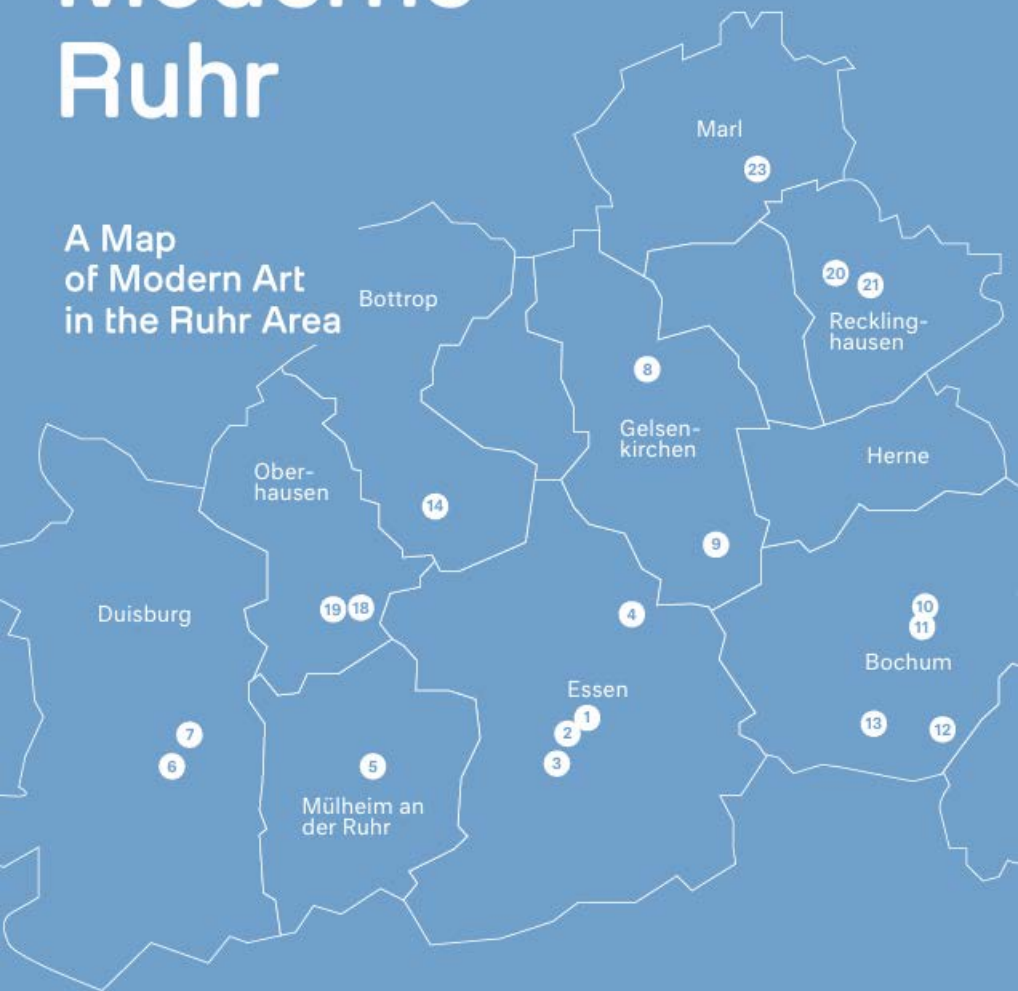 Moderne
Ruhr
A Map
of Modern Art
in the Ruhr Area
Marl
23
20
21
Reckling-
hausen
Bottrop
8
Gelsen-
kirchen
Herne
Ober-
hausen
14
9
19
18
4
10
11
Duisburg
Bochum
Essen
1
2
3
7
6
5
13
12
Mülheim an
der Ruhr